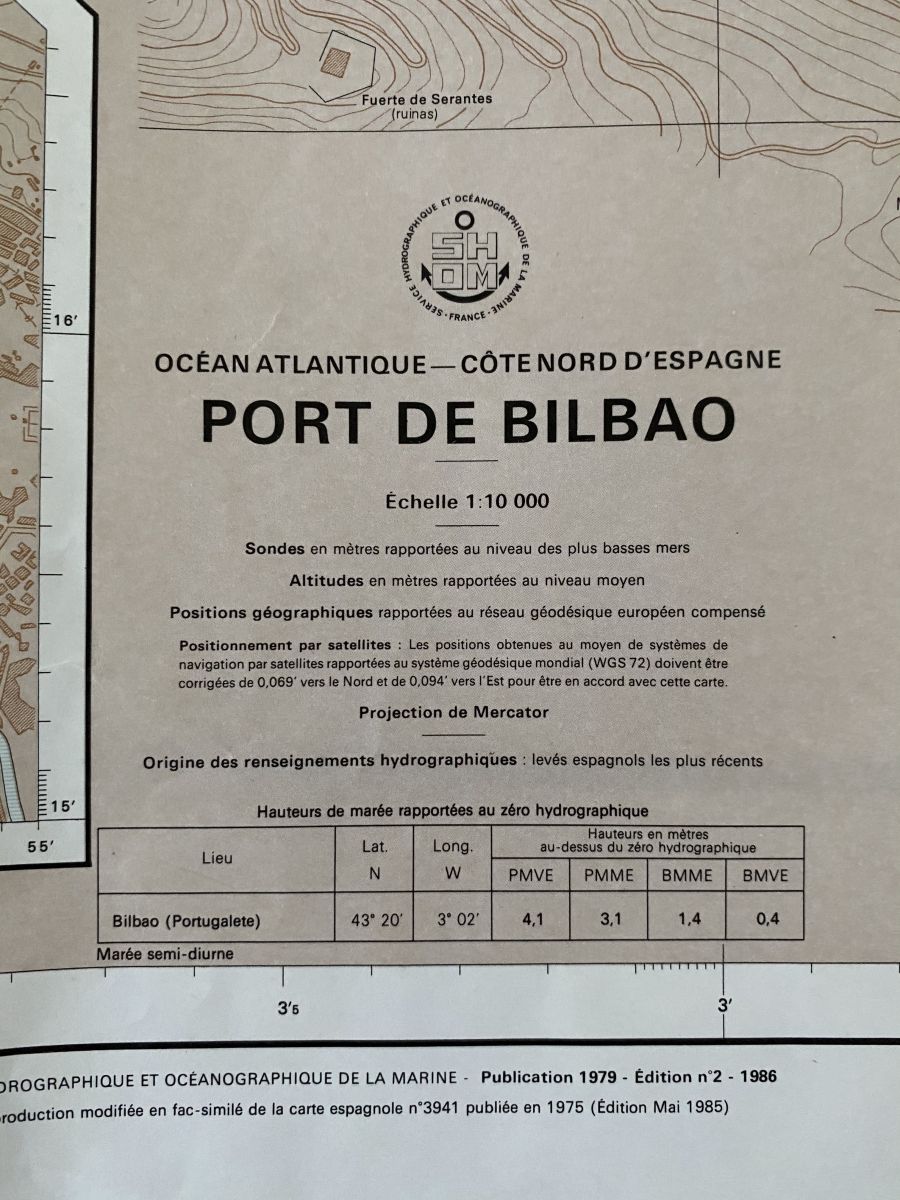 Fuerte de Serantes
(ruinas)
SERVICE HYDROGRAPHIQUE ET OCÉANOGRAPHIQUE DE LA MARINE · FRANCE ·
SH
OM
16′
OCÉAN ATLANTIQUE — CÔTE NORD D'ESPAGNE
PORT DE BILBAO
Échelle 1:10 000
Sondes en mètres rapportées au niveau des plus basses mers
Altitudes en mètres rapportées au niveau moyen
Positions géographiques rapportées au réseau géodésique européen compensé
Positionnement par satellites : Les positions obtenues au moyen de systèmes de
navigation par satellites rapportées au système géodésique mondial (WGS 72) doivent être
corrigées de 0,069′ vers le Nord et de 0,094′ vers l'Est pour être en accord avec cette carte.
Projection de Mercator
Origine des renseignements hydrographiques : levés espagnols les plus récents
15′
55′
Hauteurs de marée rapportées au zéro hydrographique
Lieu Lat. N Long. W Hauteurs en mètres
au-dessus du zéro hydrographique
PMVE PMME BMME BMVE
Bilbao (Portugalete) 43° 20′ 3° 02′ 4,1 3,1 1,4 0,4
Marée semi-diurne
3′5 3′
DROGRAPHIQUE ET OCÉANOGRAPHIQUE DE LA MARINE - Publication 1979 - Édition n°2 - 1986
roduction modifiée en fac-similé de la carte espagnole n°3941 publiée en 1975 (Édition Mai 1985)